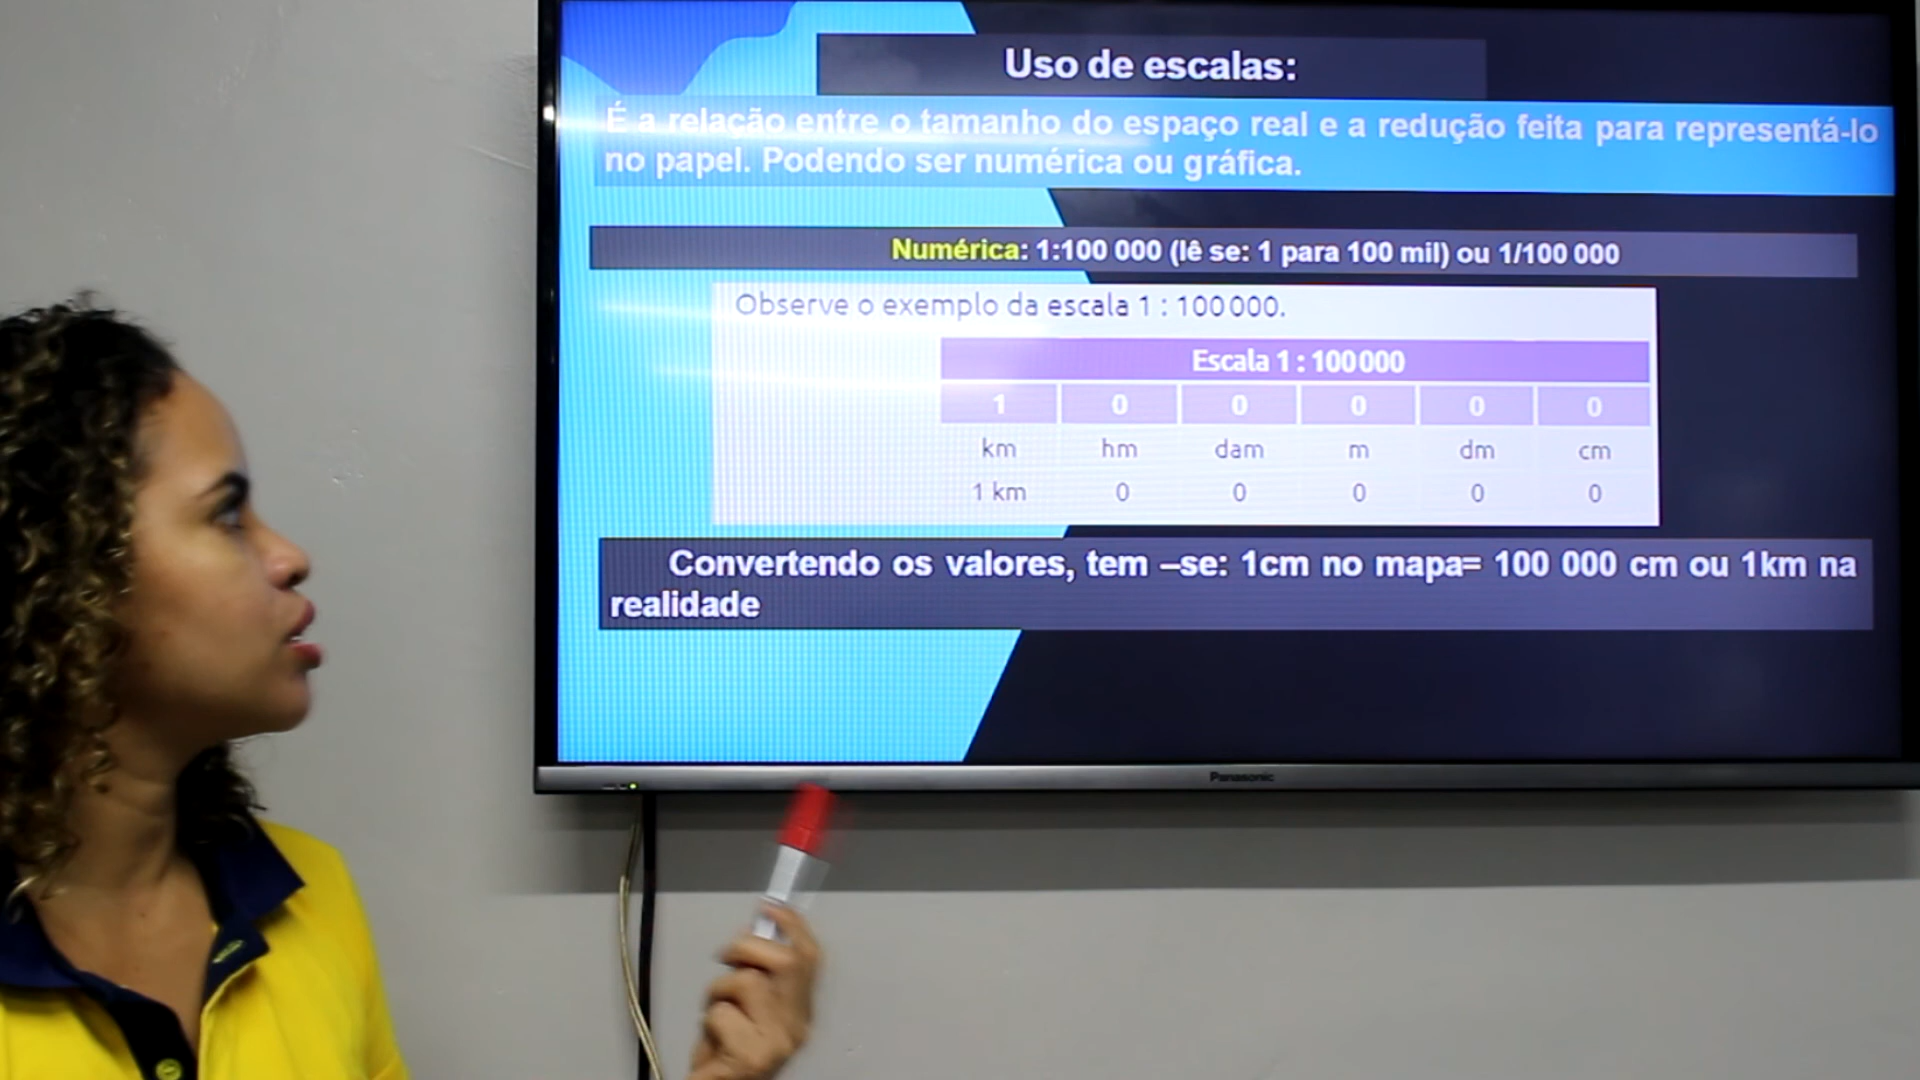 Uso de escalas:
É a relação entre o tamanho do espaço real e a redução feita para representá-lo
no papel. Podendo ser numérica ou gráfica.
Numérica: 1:100 000 (lê se: 1 para 100 mil) ou 1/100 000
Observe o exemplo da escala 1 : 100 000.
Escala 1 : 100 000
1 0 0 0 0 0
km hm dam m dm cm
1 km 0 0 0 0 0
Convertendo os valores, tem –se: 1cm no mapa= 100 000 cm ou 1km na
realidade
Panasonic